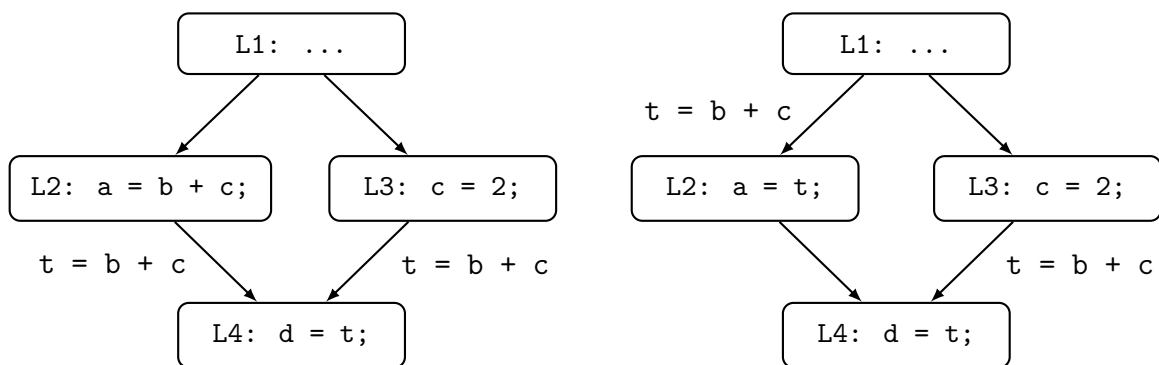 L1: ...
L1: ...
t = b + c
L2: a = b + c;
L3: c = 2;
L2: a = t;
L3: c = 2;
t = b + c
t = b + c
t = b + c
L4: d = t;
L4: d = t;